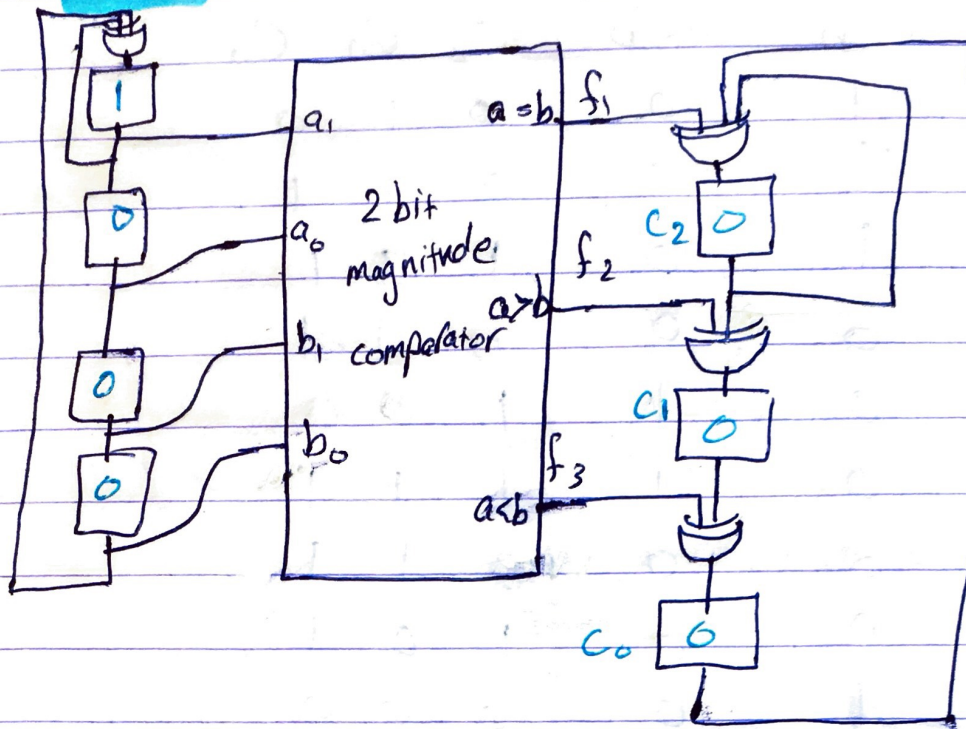 1
0
0
0
a₁
a₀
b₁
b₀
2 bit
magnitude
comparator
a=b
a>b
a<b
f₁
f₂
f₃
C₂
0
C₁
0
C₀
0